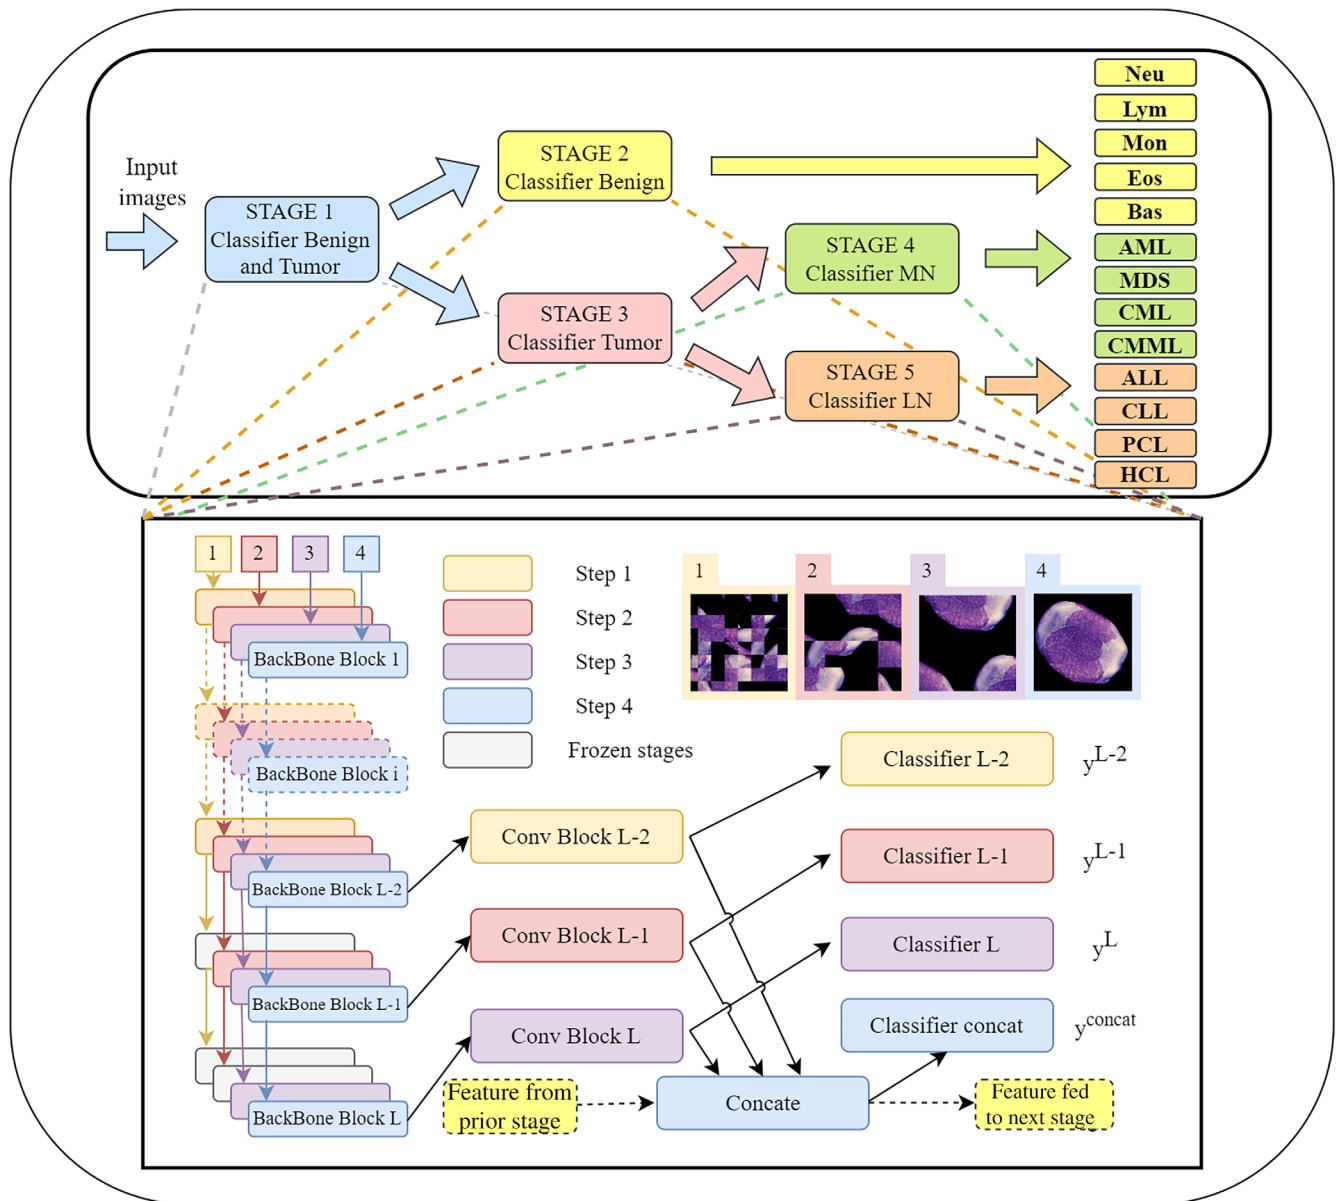 Input
images
STAGE 1
Classifier Benign
and Tumor
STAGE 2
Classifier Benign
STAGE 3
Classifier Tumor
STAGE 4
Classifier MN
STAGE 5
Classifier LN
Neu
Lym
Mon
Eos
Bas
AML
MDS
CML
CMML
ALL
CLL
PCL
HCL
1 2 3 4
BackBone Block 1
BackBone Block i
BackBone Block L-2
BackBone Block L-1
BackBone Block L
Step 1
Step 2
Step 3
Step 4
Frozen stages
1 2 3 4
Conv Block L-2
Conv Block L-1
Conv Block L
Classifier L-2 y^L-2
Classifier L-1 y^L-1
Classifier L y^L
Classifier concat y^concat
Feature from
prior stage
Concate
Feature fed
to next stage